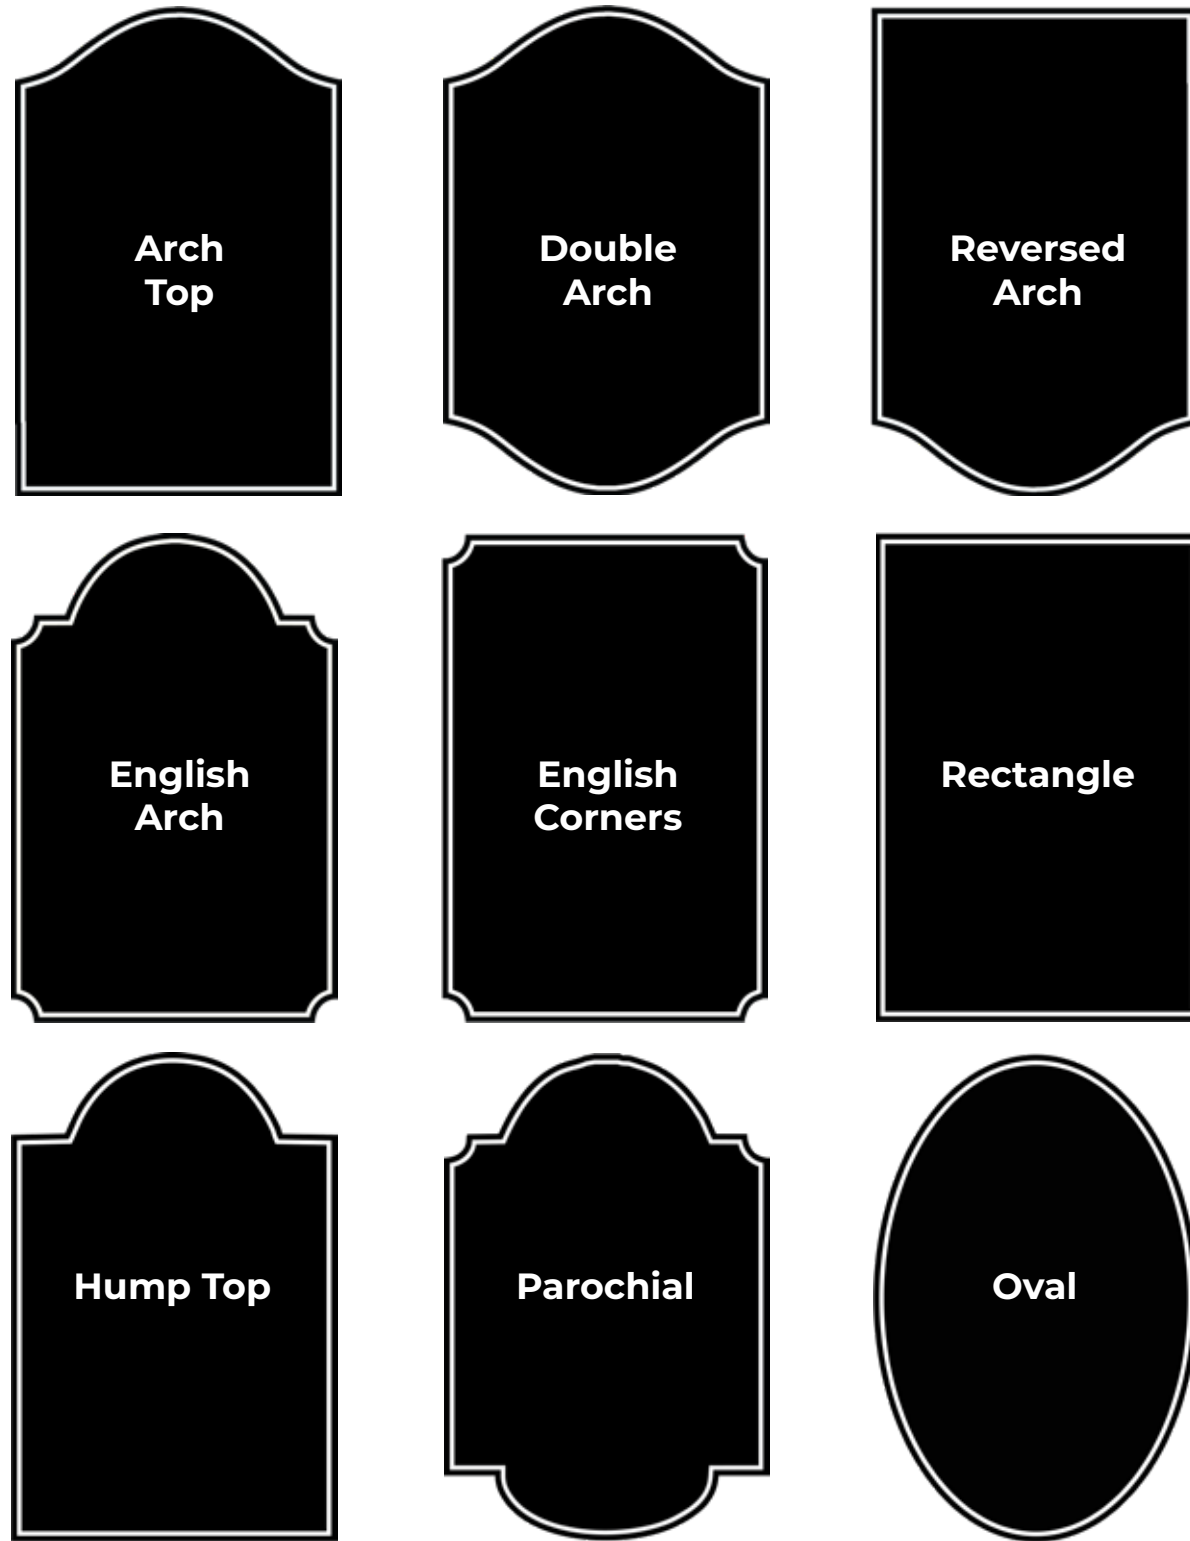 Arch
Top
Double
Arch
Reversed
Arch
English
Arch
English
Corners
Rectangle
Hump Top
Parochial
Oval